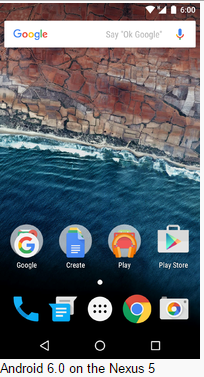 6:00
Google Say "Ok Google"
Google Create Play Play Store
Android 6.0 on the Nexus 5